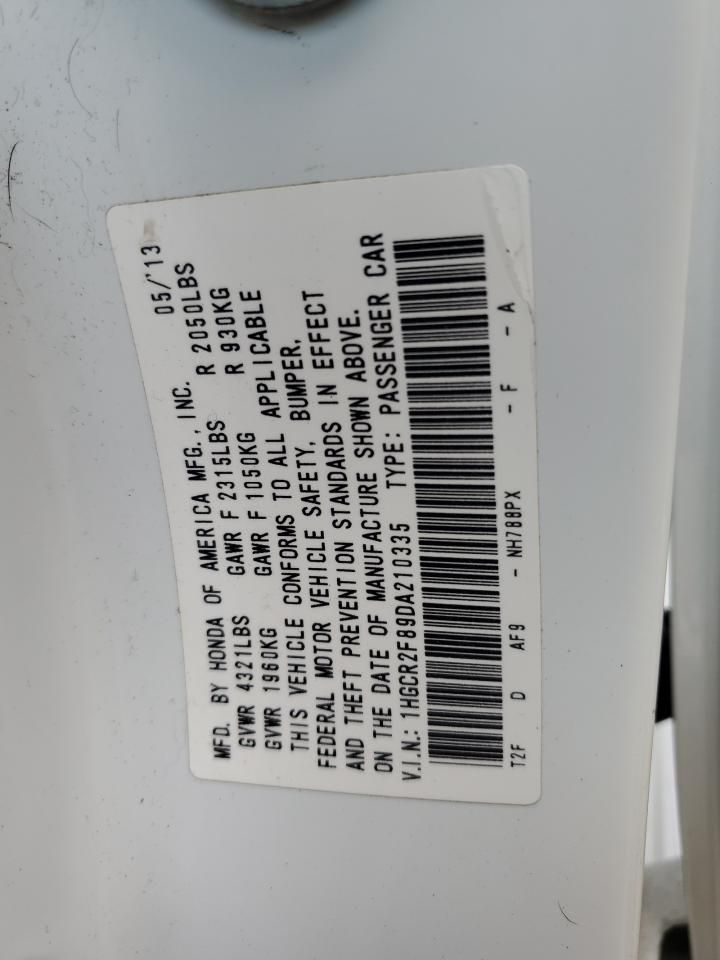 MFD. BY HONDA OF AMERICA MFG., INC. 05/'13
GVWR 4321LBS GAWR F 2315LBS R 2050LBS
GVWR 1960KG GAWR F 1050KG R 930KG
THIS VEHICLE CONFORMS TO ALL APPLICABLE
FEDERAL MOTOR VEHICLE SAFETY, BUMPER,
AND THEFT PREVENTION STANDARDS IN EFFECT
ON THE DATE OF MANUFACTURE SHOWN ABOVE.
V.I.N.: 1HGCR2F89DA210335 TYPE: PASSENGER CAR
T2F D AF9 - NH788PX - F - A